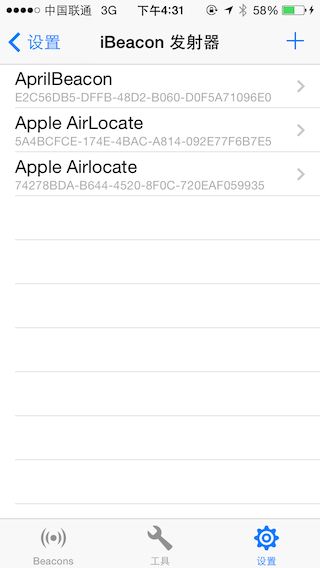 中国联通 3G 下午4:31 58%
设置 iBeacon 发射器
AprilBeacon
E2C56DB5-DFFB-48D2-B060-D0F5A71096E0
Apple AirLocate
5A4BCFCE-174E-4BAC-A814-092E77F6B7E5
Apple Airlocate
74278BDA-B644-4520-8F0C-720EAF059935
Beacons 工具 设置